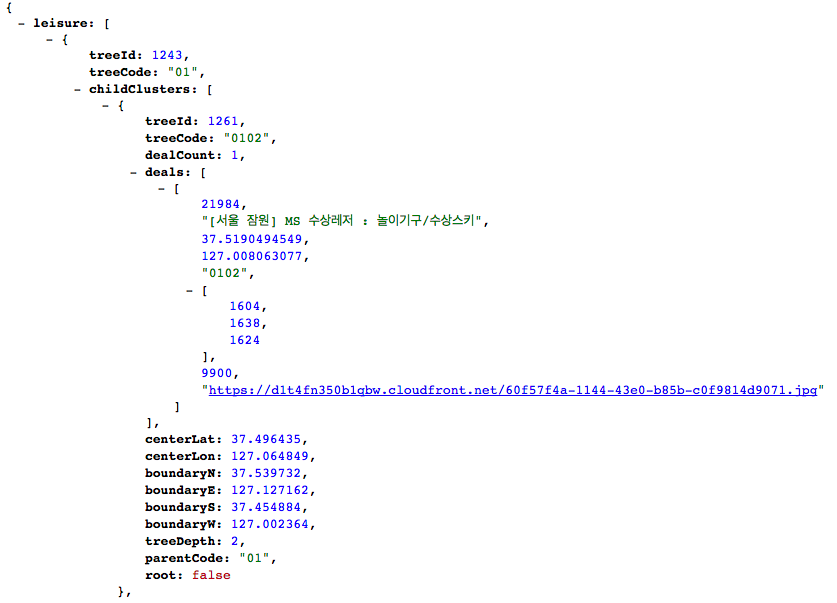 {
- leisure: [
- {
treeId: 1243,
treeCode: "01",
- childClusters: [
- {
treeId: 1261,
treeCode: "0102",
dealCount: 1,
- deals: [
- [
21984,
"[서울 잠원] MS 수상레저 : 놀이기구/수상스키",
37.5190494549,
127.008063077,
"0102",
- [
1604,
1638,
1624
],
9900,
"https://d1t4fn350b1qbw.cloudfront.net/60f57f4a-1144-43e0-b85b-c0f9814d9071.jpg"
]
],
centerLat: 37.496435,
centerLon: 127.064849,
boundaryN: 37.539732,
boundaryE: 127.127162,
boundaryS: 37.454884,
boundaryW: 127.002364,
treeDepth: 2,
parentCode: "01",
root: false
},